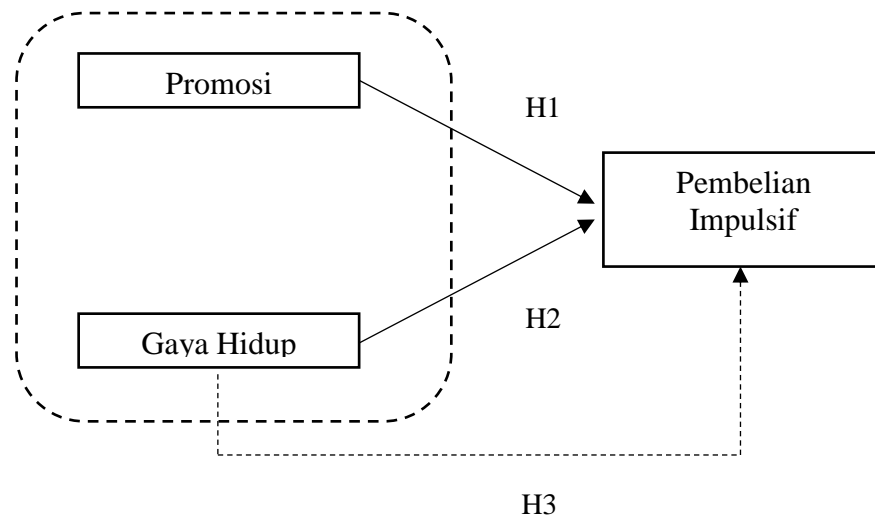 Promosi
H1
Pembelian
Impulsif
H2
Gaya Hidup
H3